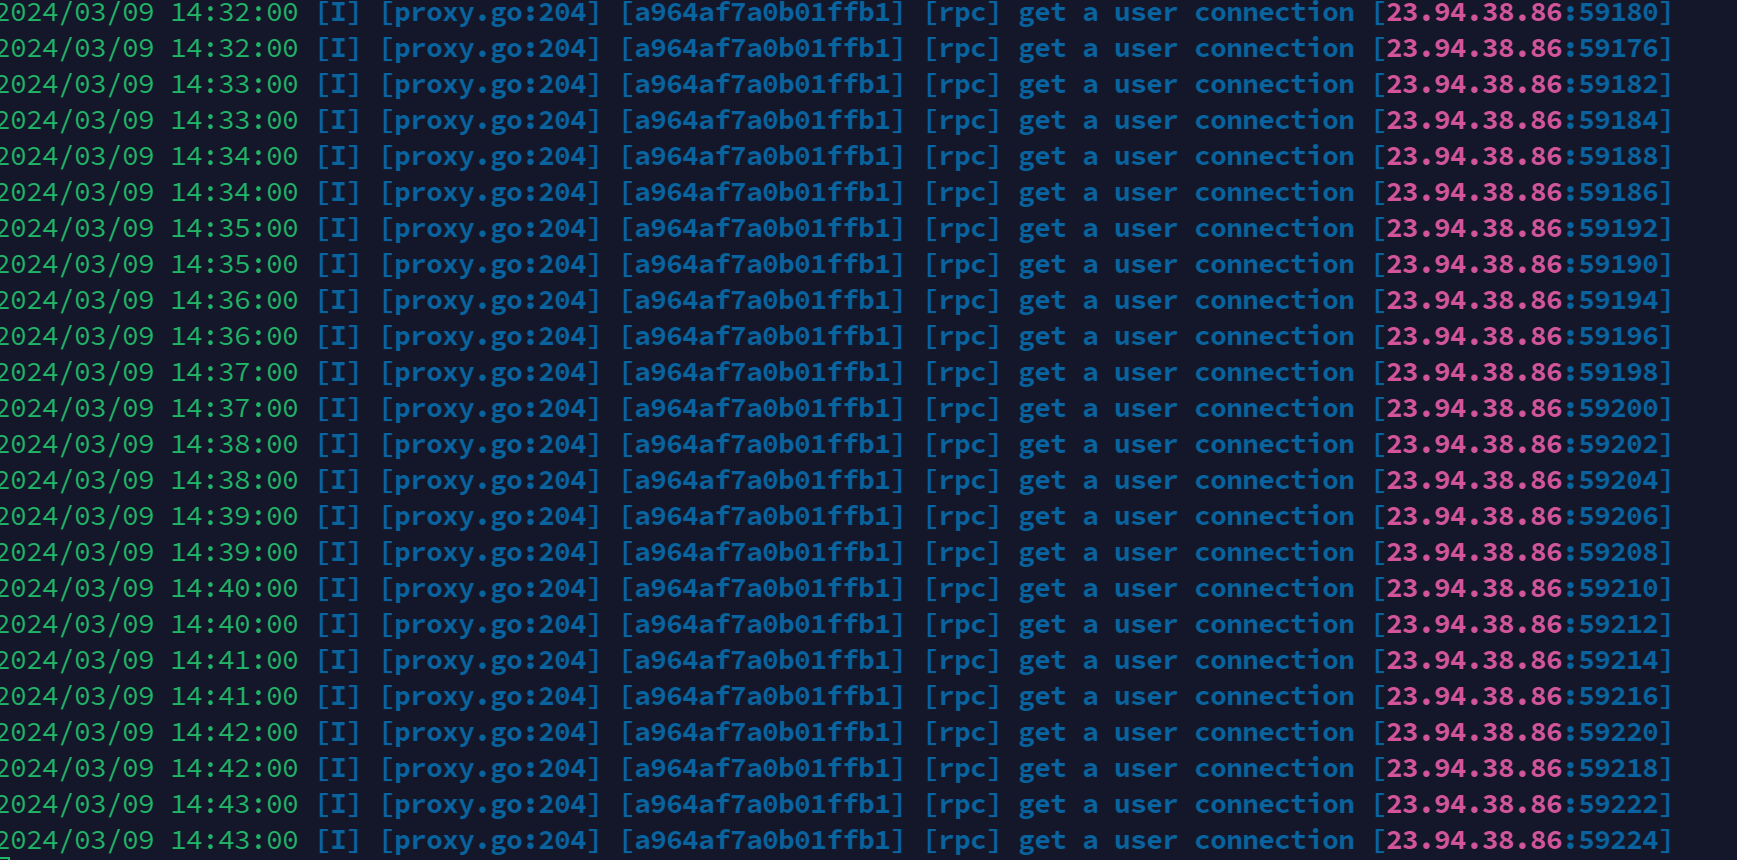 2024/03/09 14:32:00 [I] [proxy.go:204] [a964af7a0b01ffb1] [rpc] get a user connection [23.94.38.86:59180]
2024/03/09 14:32:00 [I] [proxy.go:204] [a964af7a0b01ffb1] [rpc] get a user connection [23.94.38.86:59176]
2024/03/09 14:33:00 [I] [proxy.go:204] [a964af7a0b01ffb1] [rpc] get a user connection [23.94.38.86:59182]
2024/03/09 14:33:00 [I] [proxy.go:204] [a964af7a0b01ffb1] [rpc] get a user connection [23.94.38.86:59184]
2024/03/09 14:34:00 [I] [proxy.go:204] [a964af7a0b01ffb1] [rpc] get a user connection [23.94.38.86:59188]
2024/03/09 14:34:00 [I] [proxy.go:204] [a964af7a0b01ffb1] [rpc] get a user connection [23.94.38.86:59186]
2024/03/09 14:35:00 [I] [proxy.go:204] [a964af7a0b01ffb1] [rpc] get a user connection [23.94.38.86:59192]
2024/03/09 14:35:00 [I] [proxy.go:204] [a964af7a0b01ffb1] [rpc] get a user connection [23.94.38.86:59190]
2024/03/09 14:36:00 [I] [proxy.go:204] [a964af7a0b01ffb1] [rpc] get a user connection [23.94.38.86:59194]
2024/03/09 14:36:00 [I] [proxy.go:204] [a964af7a0b01ffb1] [rpc] get a user connection [23.94.38.86:59196]
2024/03/09 14:37:00 [I] [proxy.go:204] [a964af7a0b01ffb1] [rpc] get a user connection [23.94.38.86:59198]
2024/03/09 14:37:00 [I] [proxy.go:204] [a964af7a0b01ffb1] [rpc] get a user connection [23.94.38.86:59200]
2024/03/09 14:38:00 [I] [proxy.go:204] [a964af7a0b01ffb1] [rpc] get a user connection [23.94.38.86:59202]
2024/03/09 14:38:00 [I] [proxy.go:204] [a964af7a0b01ffb1] [rpc] get a user connection [23.94.38.86:59204]
2024/03/09 14:39:00 [I] [proxy.go:204] [a964af7a0b01ffb1] [rpc] get a user connection [23.94.38.86:59206]
2024/03/09 14:39:00 [I] [proxy.go:204] [a964af7a0b01ffb1] [rpc] get a user connection [23.94.38.86:59208]
2024/03/09 14:40:00 [I] [proxy.go:204] [a964af7a0b01ffb1] [rpc] get a user connection [23.94.38.86:59210]
2024/03/09 14:40:00 [I] [proxy.go:204] [a964af7a0b01ffb1] [rpc] get a user connection [23.94.38.86:59212]
2024/03/09 14:41:00 [I] [proxy.go:204] [a964af7a0b01ffb1] [rpc] get a user connection [23.94.38.86:59214]
2024/03/09 14:41:00 [I] [proxy.go:204] [a964af7a0b01ffb1] [rpc] get a user connection [23.94.38.86:59216]
2024/03/09 14:42:00 [I] [proxy.go:204] [a964af7a0b01ffb1] [rpc] get a user connection [23.94.38.86:59220]
2024/03/09 14:42:00 [I] [proxy.go:204] [a964af7a0b01ffb1] [rpc] get a user connection [23.94.38.86:59218]
2024/03/09 14:43:00 [I] [proxy.go:204] [a964af7a0b01ffb1] [rpc] get a user connection [23.94.38.86:59222]
2024/03/09 14:43:00 [I] [proxy.go:204] [a964af7a0b01ffb1] [rpc] get a user connection [23.94.38.86:59224]